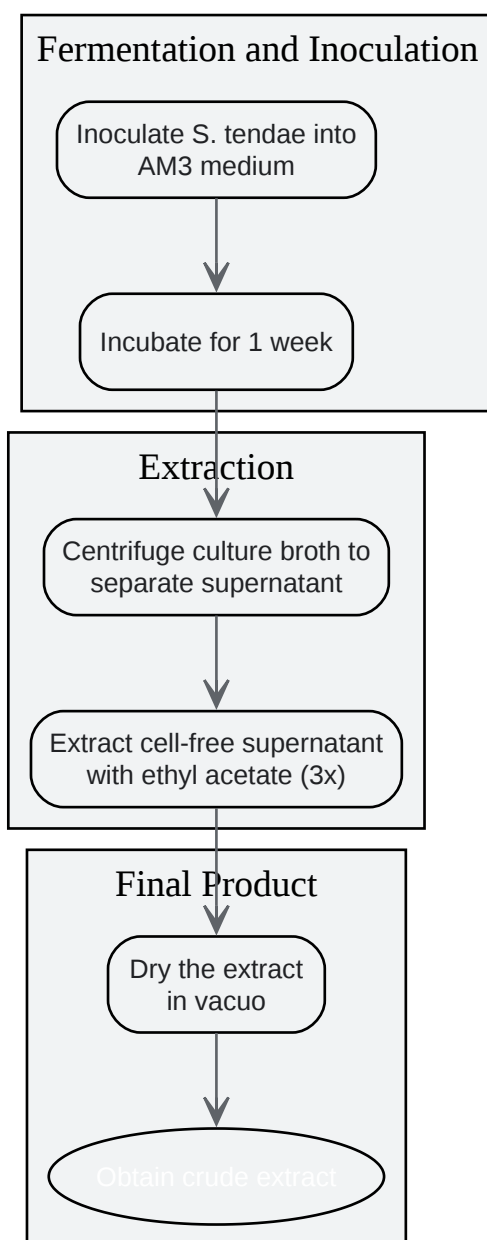 Fermentation and Inoculation
Inoculate S. tendae into
AM3 medium
Incubate for 1 week
Extraction
Centrifuge culture broth to
separate supernatant
Extract cell-free supernatant
with ethyl acetate (3x)
Final Product
Dry the extract
in vacuo
Obtain crude extract